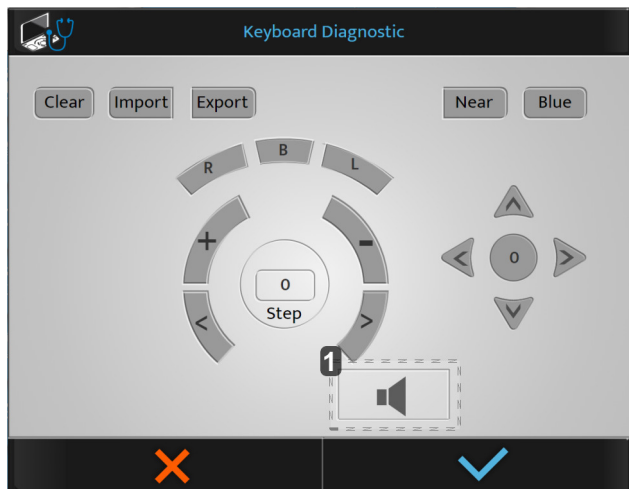 Keyboard Diagnostic
Clear Import Export Near Blue
R B L
+ -
0
Step
< >
0
1